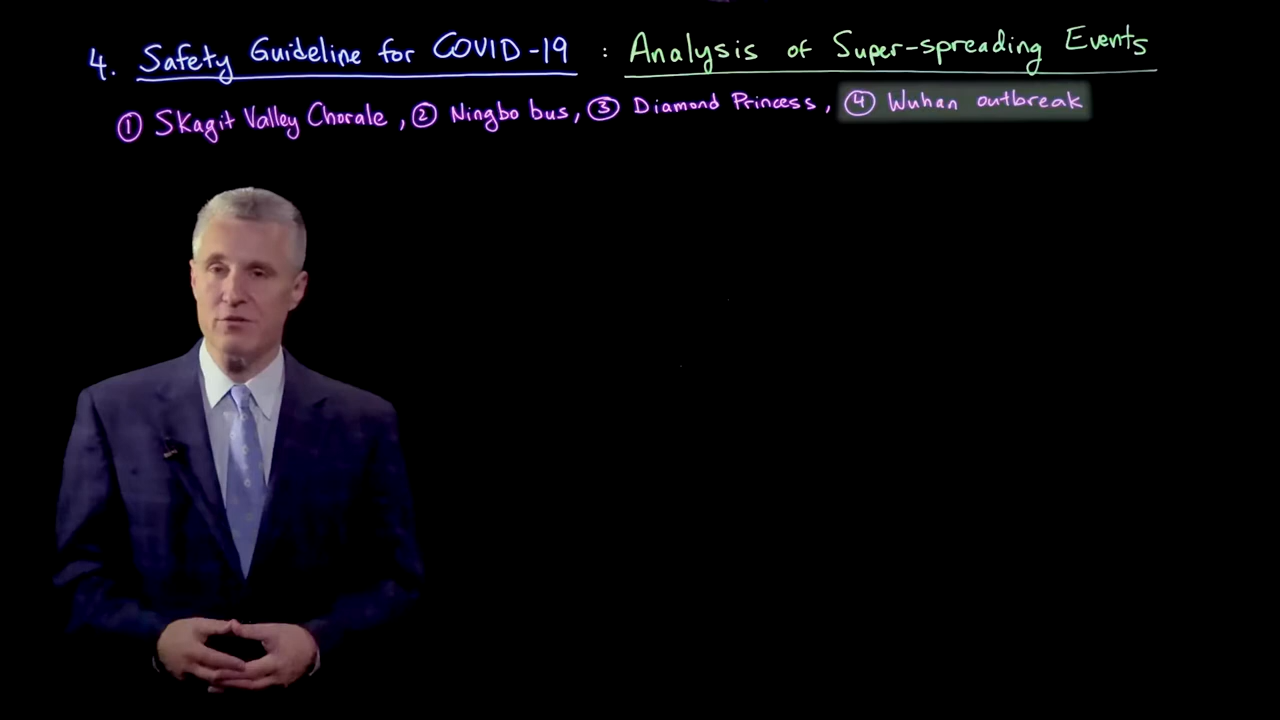 4. Safety Guideline for COVID-19 : Analysis of Super-spreading Events
① Skagit Valley Chorale, ② Ningbo bus, ③ Diamond Princess, ④ Wuhan outbreak